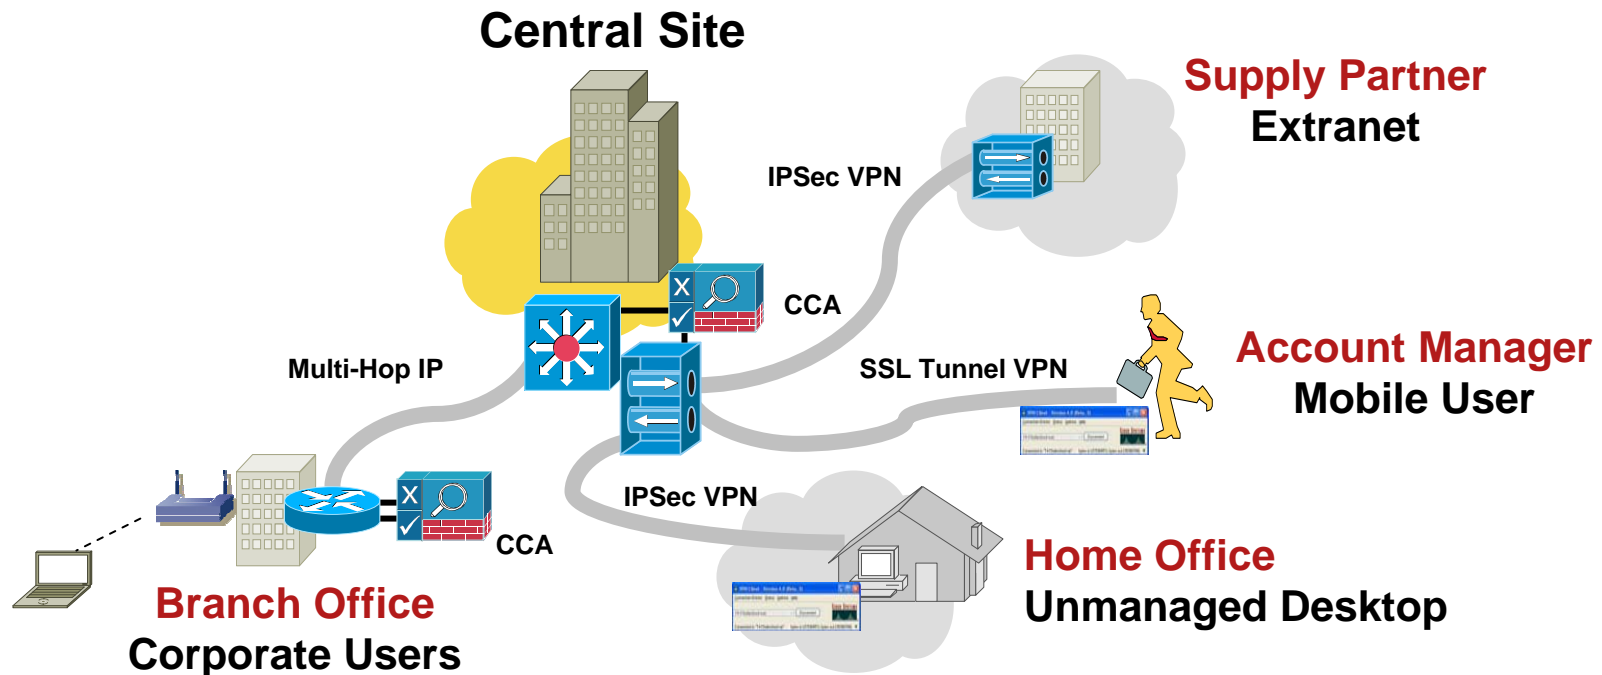 Central Site
Supply Partner
Extranet
IPSec VPN
X
CCA
Multi-Hop IP
SSL Tunnel VPN
Account Manager
Mobile User
X
CCA
IPSec VPN
Branch Office
Corporate Users
Home Office
Unmanaged Desktop